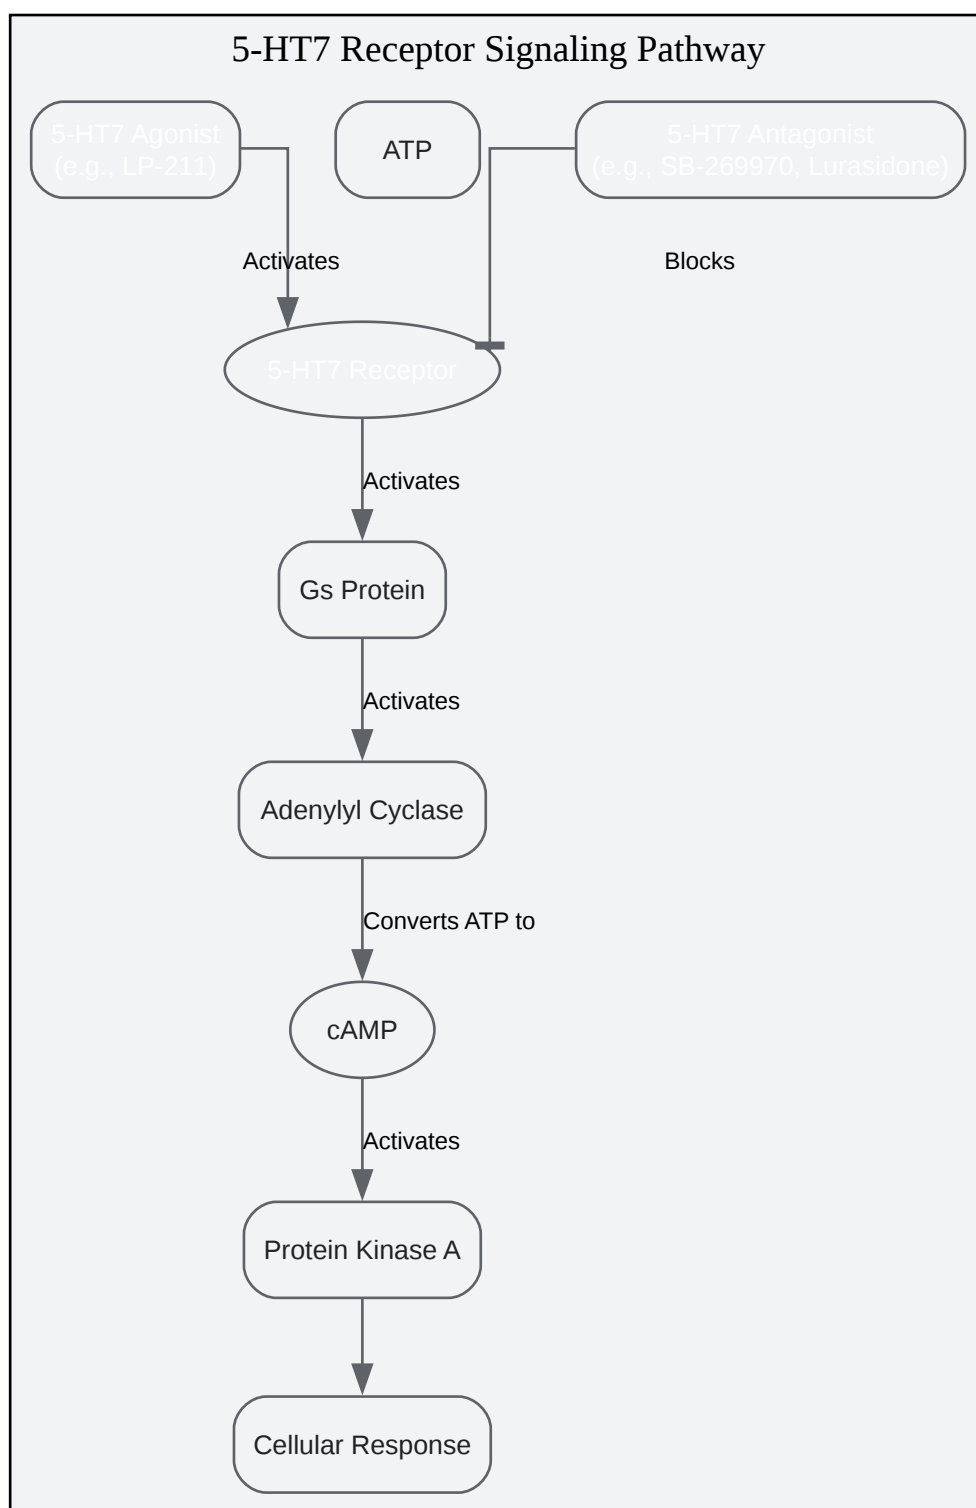 5-HT7 Receptor Signaling Pathway
5-HT7 Agonist
(e.g., LP-211)
ATP
5-HT7 Antagonist
(e.g., SB-269970, Lurasidone)
Activates
Blocks
5-HT7 Receptor
Activates
Gs Protein
Activates
Adenylyl Cyclase
Converts ATP to
cAMP
Activates
Protein Kinase A
Cellular Response